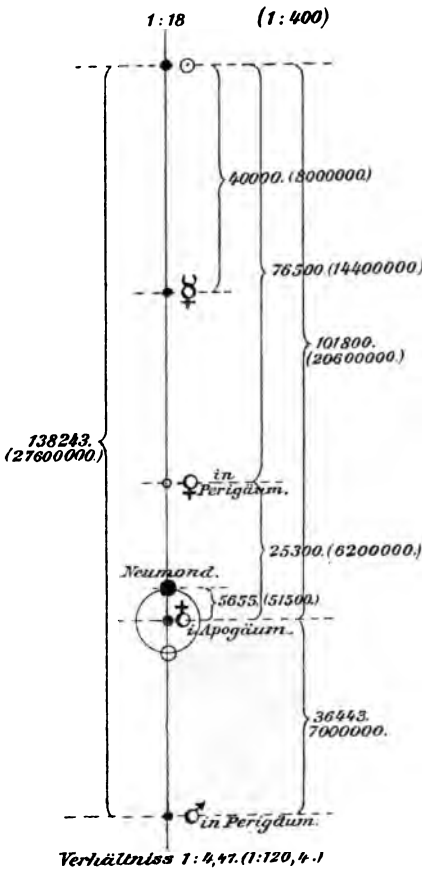 1:18 (1:400)
☉
40000. (8000000.)
☿
76500. (14400000.)
101800.
(20600000.)
138243.
(27600000.)
♀ in
Perigäum.
25300. (6200000.)
Neumond.
5655. (51500.)
♁ i. Apogäum.
36443.
7000000.
♂ in Perigäum.
Verhältniss 1:4,47. (1:120,4.)